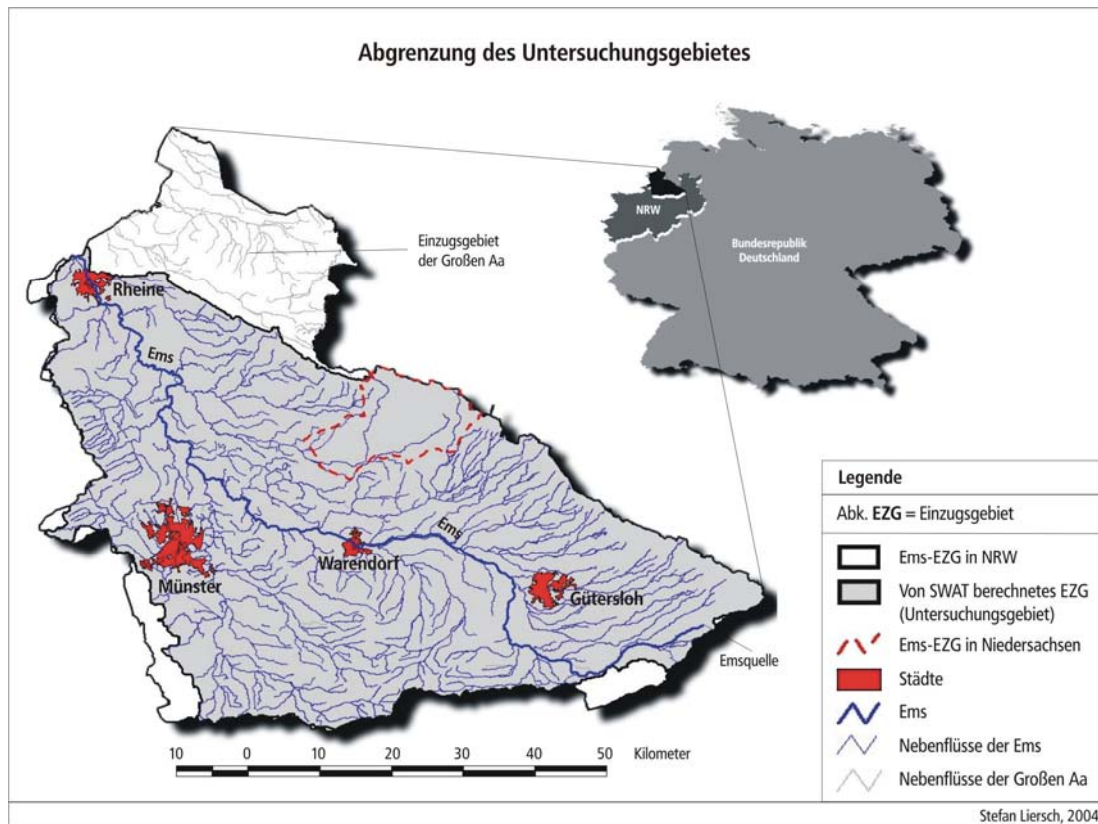 Abgrenzung des Untersuchungsgebietes
NRW
Bundesrepublik
Deutschland
Einzugsgebiet
der Großen Aa
Rheine
Ems
Ems
Warendorf
Münster
Gütersloh
Emsquelle
10 0 10 20 30 40 50 Kilometer
Legende
Abk. EZG = Einzugsgebiet
Ems-EZG in NRW
Von SWAT berechnetes EZG
(Untersuchungsgebiet)
Ems-EZG in Niedersachsen
Städte
Ems
Nebenflüsse der Ems
Nebenflüsse der Großen Aa
Stefan Liersch, 2004